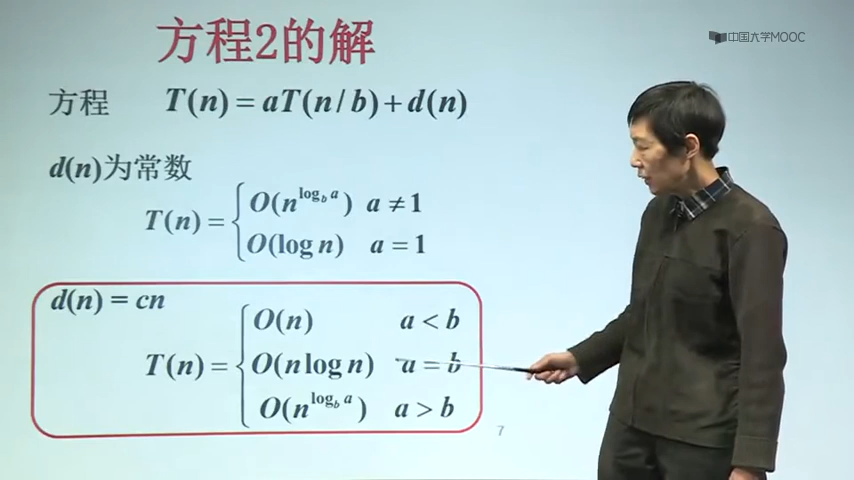 方程2的解
中国大学MOOC
方程 T(n) = aT(n/b) + d(n)
d(n)为常数
T(n) = { O(n^{log_b a}) a ≠ 1
O(log n) a = 1
d(n) = cn
T(n) = { O(n) a < b
O(n log n) a = b
O(n^{log_b a}) a > b
7